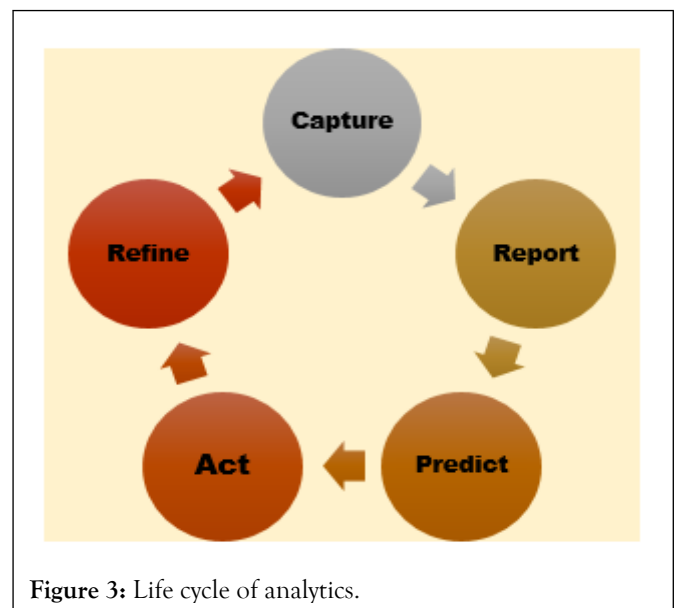 Capture
Report
Predict
Act
Refine
Figure 3: Life cycle of analytics.